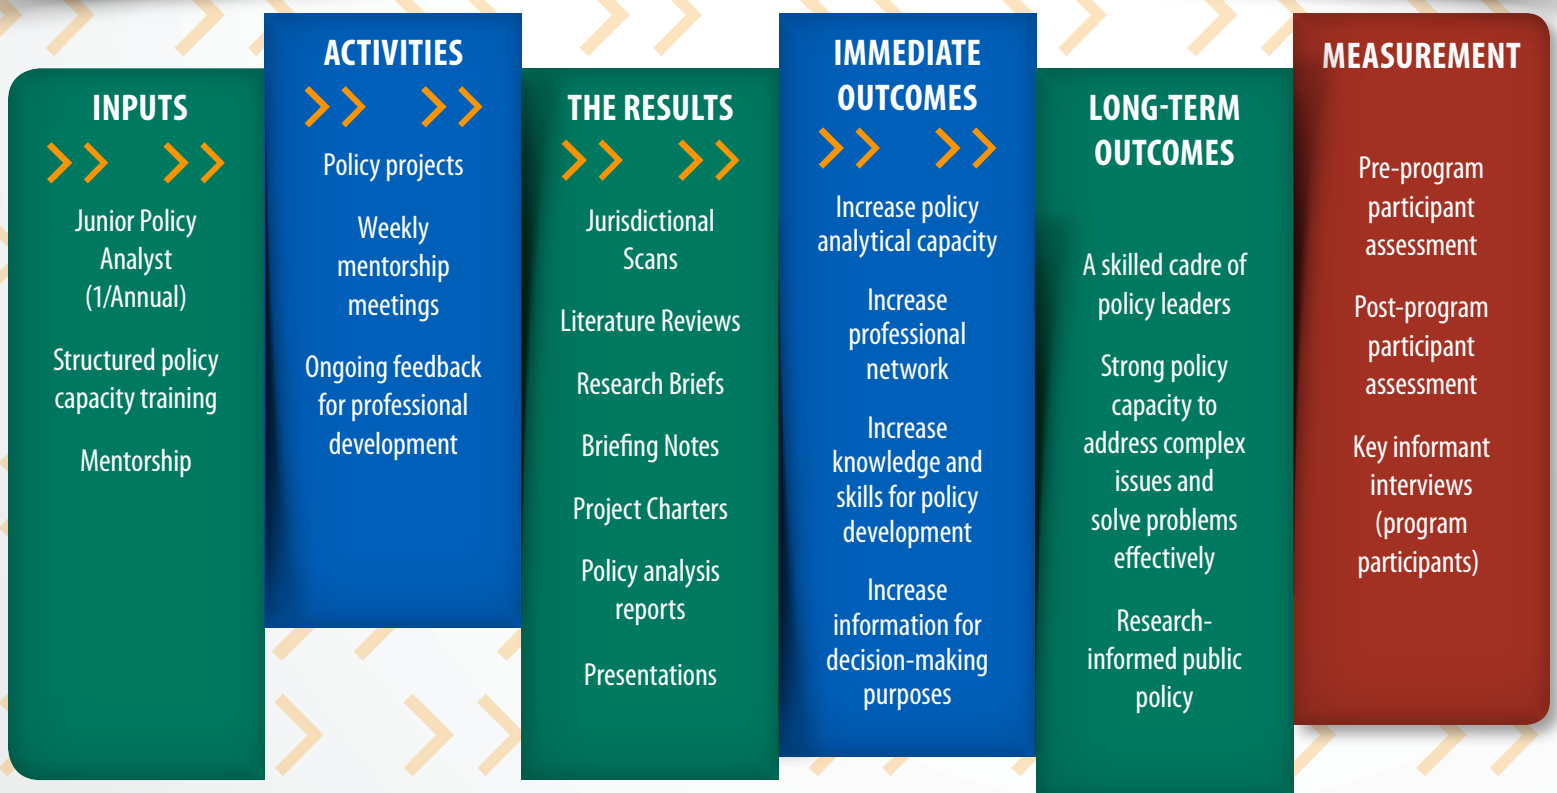 INPUTS
Junior Policy
Analyst
(1/Annual)
Structured policy
capacity training
Mentorship
ACTIVITIES
Policy projects
Weekly
mentorship
meetings
Ongoing feedback
for professional
development
THE RESULTS
Jurisdictional
Scans
Literature Reviews
Research Briefs
Briefing Notes
Project Charters
Policy analysis
reports
Presentations
IMMEDIATE
OUTCOMES
Increase policy
analytical capacity
Increase
professional
network
Increase
knowledge and
skills for policy
development
Increase
information for
decision-making
purposes
LONG-TERM
OUTCOMES
A skilled cadre of
policy leaders
Strong policy
capacity to
address complex
issues and
solve problems
effectively
Research-
informed public
policy
MEASUREMENT
Pre-program
participant
assessment
Post-program
participant
assessment
Key informant
interviews
(program
participants)